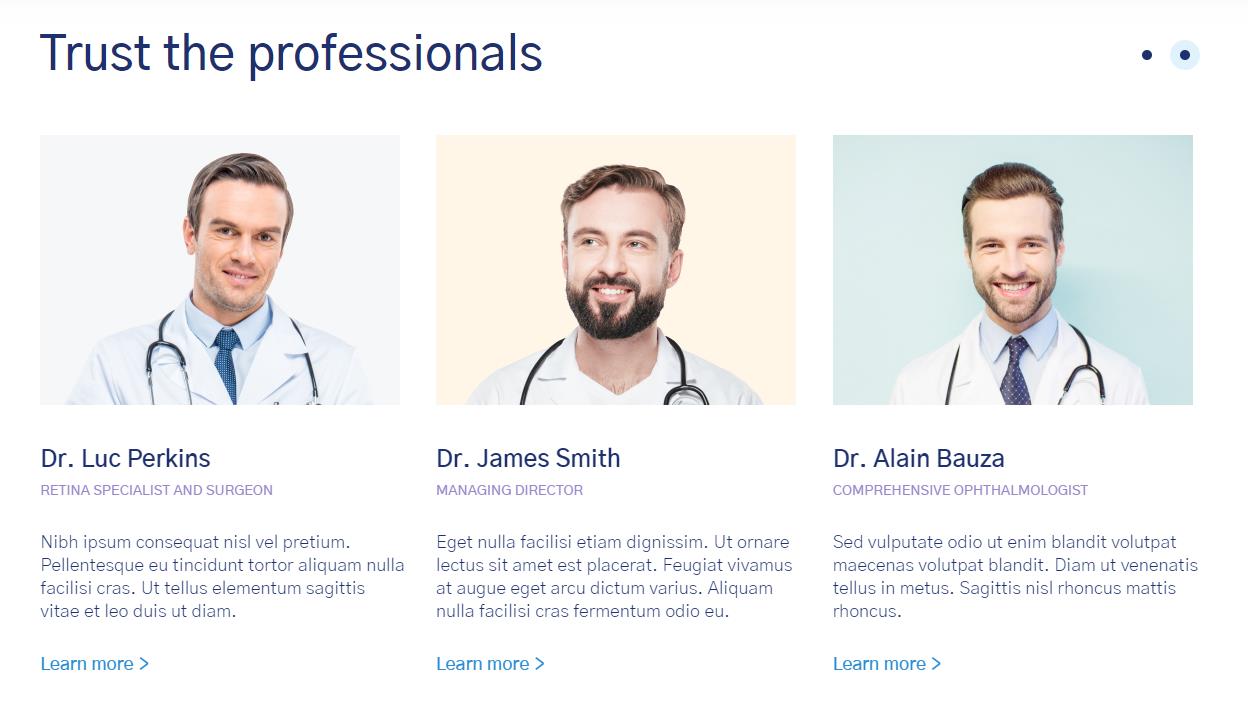 Trust the professionals
Dr. Luc Perkins
RETINA SPECIALIST AND SURGEON
Nibh ipsum consequat nisl vel pretium.
Pellentesque eu tincidunt tortor aliquam nulla
facilisi cras. Ut tellus elementum sagittis
vitae et leo duis ut diam.
Learn more >
Dr. James Smith
MANAGING DIRECTOR
Eget nulla facilisi etiam dignissim. Ut ornare
lectus sit amet est placerat. Feugiat vivamus
at augue eget arcu dictum varius. Aliquam
nulla facilisi cras fermentum odio eu.
Learn more >
Dr. Alain Bauza
COMPREHENSIVE OPHTHALMOLOGIST
Sed vulputate odio ut enim blandit volutpat
maecenas volutpat blandit. Diam ut venenatis
tellus in metus. Sagittis nisl rhoncus mattis
rhoncus.
Learn more >